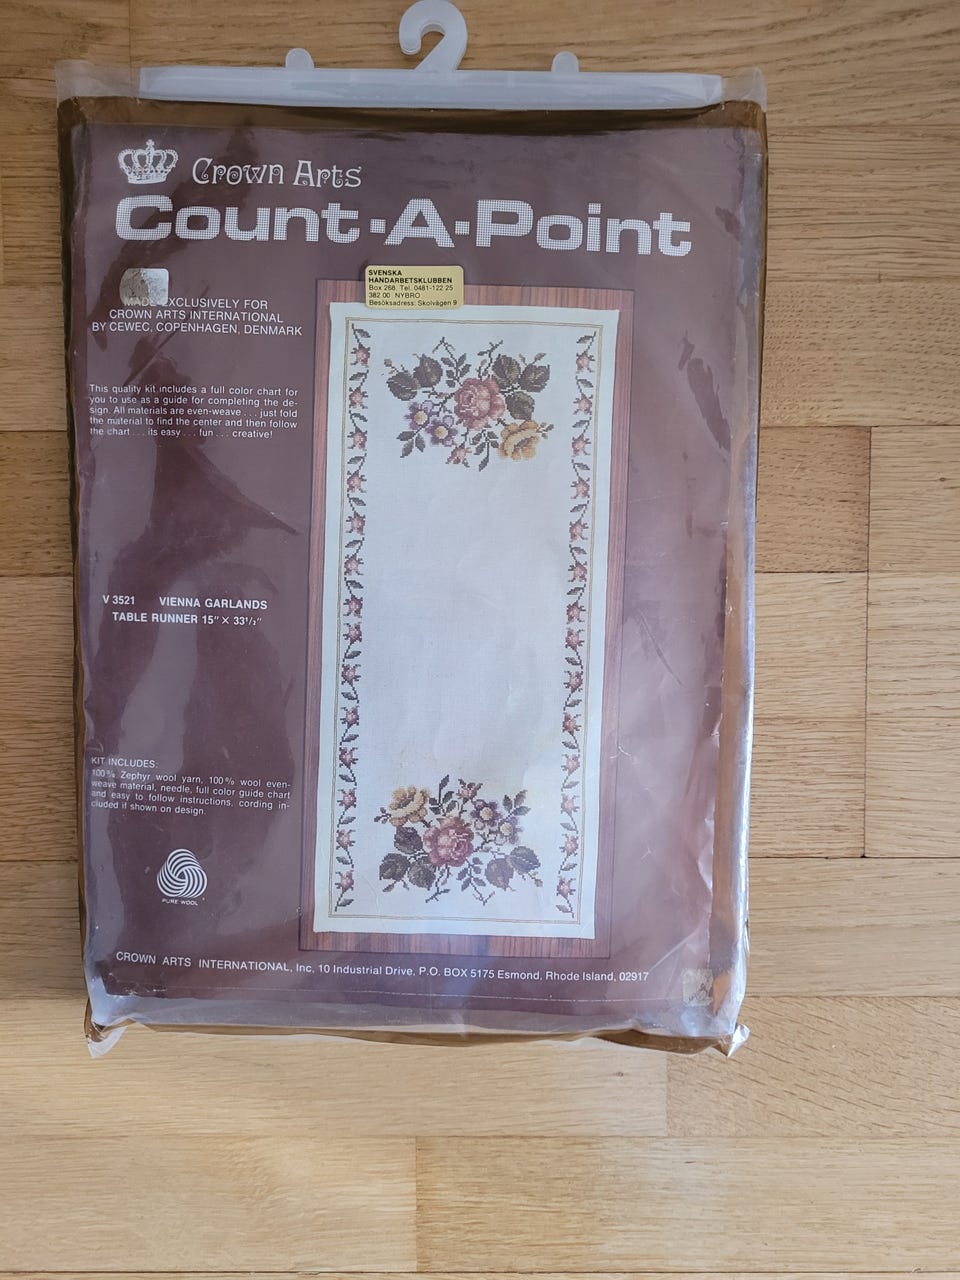 Crown Arts
Count·A·Point
SVENSKA
HANDARBETSKLUBBEN
Box 268. Tel. 0481-122 25
382 00 NYBRO
Besöksadress: Skolvägen 9
MADE EXCLUSIVELY FOR
CROWN ARTS INTERNATIONAL
BY CEWEC, COPENHAGEN, DENMARK
This quality kit includes a full color chart for
you to use as a guide for completing the de-
sign. All materials are even-weave . . . just fold
the material to find the center and then follow
the chart . . . its easy . . . fun . . . creative!
V 3521 VIENNA GARLANDS
TABLE RUNNER 15" X 33½"
KIT INCLUDES:
100% Zephyr wool yarn, 100% wool even-
weave material, needle, full color guide chart
and easy to follow instructions, cording in-
cluded if shown on design.
PURE WOOL
CROWN ARTS INTERNATIONAL, Inc, 10 Industrial Drive, P.O. BOX 5175 Esmond, Rhode Island, 02917